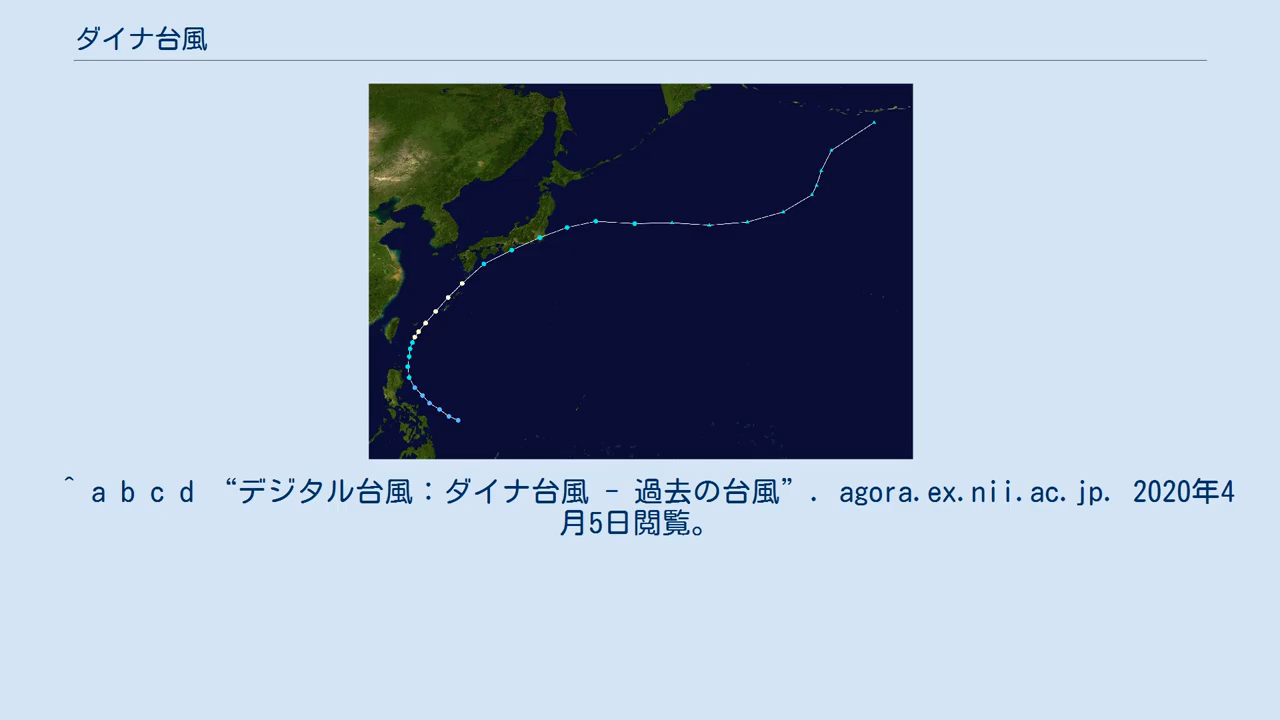 ダイナ台風
^ a b c d “デジタル台風：ダイナ台風 - 過去の台風”. agora.ex.nii.ac.jp. 2020年4
月5日閲覧。